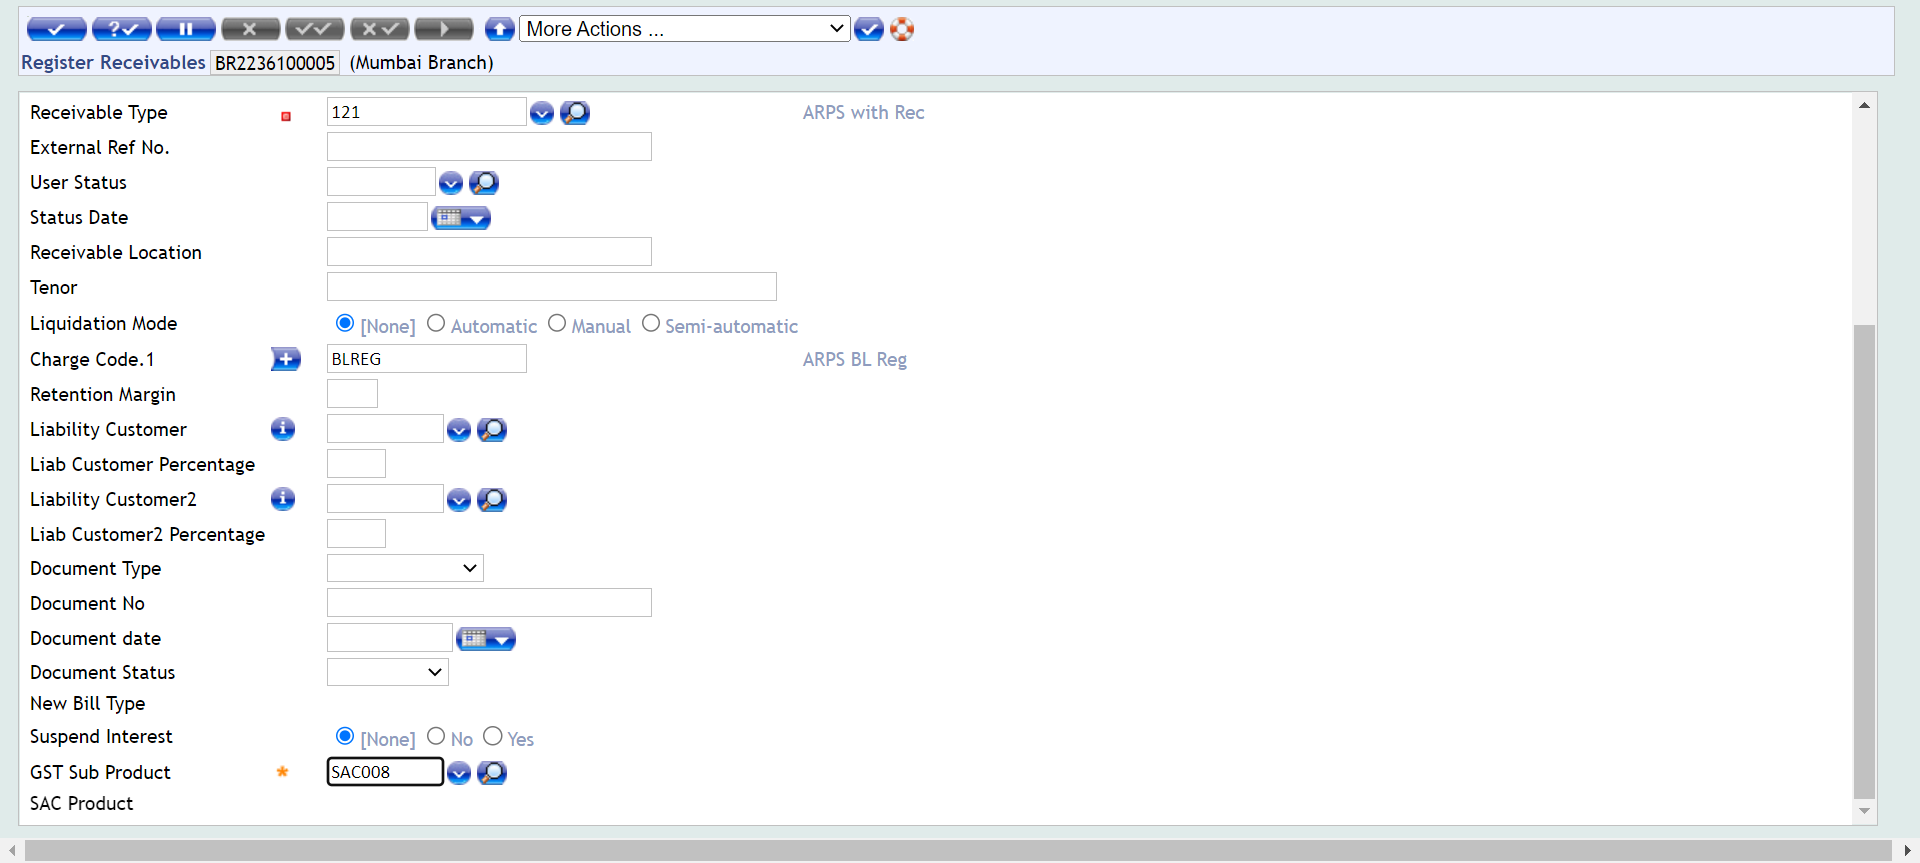 More Actions ...
Register Receivables BR2236100005 (Mumbai Branch)
Receivable Type 121 ARPS with Rec
External Ref No.
User Status
Status Date
Receivable Location
Tenor
Liquidation Mode [None] Automatic Manual Semi-automatic
Charge Code.1 BLREG ARPS BL Reg
Retention Margin
Liability Customer
Liab Customer Percentage
Liability Customer2
Liab Customer2 Percentage
Document Type
Document No
Document date
Document Status
New Bill Type
Suspend Interest [None] No Yes
GST Sub Product * SAC008
SAC Product